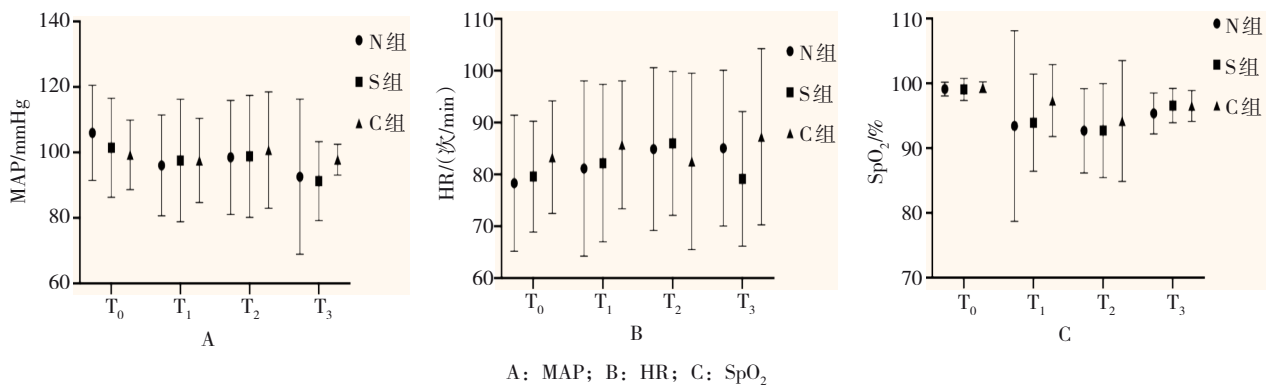 140
120
100
80
60
MAP/mmHg
N组
S组
C组
T₀ T₁ T₂ T₃
A
110
100
90
80
70
60
HR/(次/min)
N组
S组
C组
T₀ T₁ T₂ T₃
B
110
100
90
80
70
SpO₂/%
N组
S组
C组
T₀ T₁ T₂ T₃
C
A：MAP；B：HR；C：SpO₂